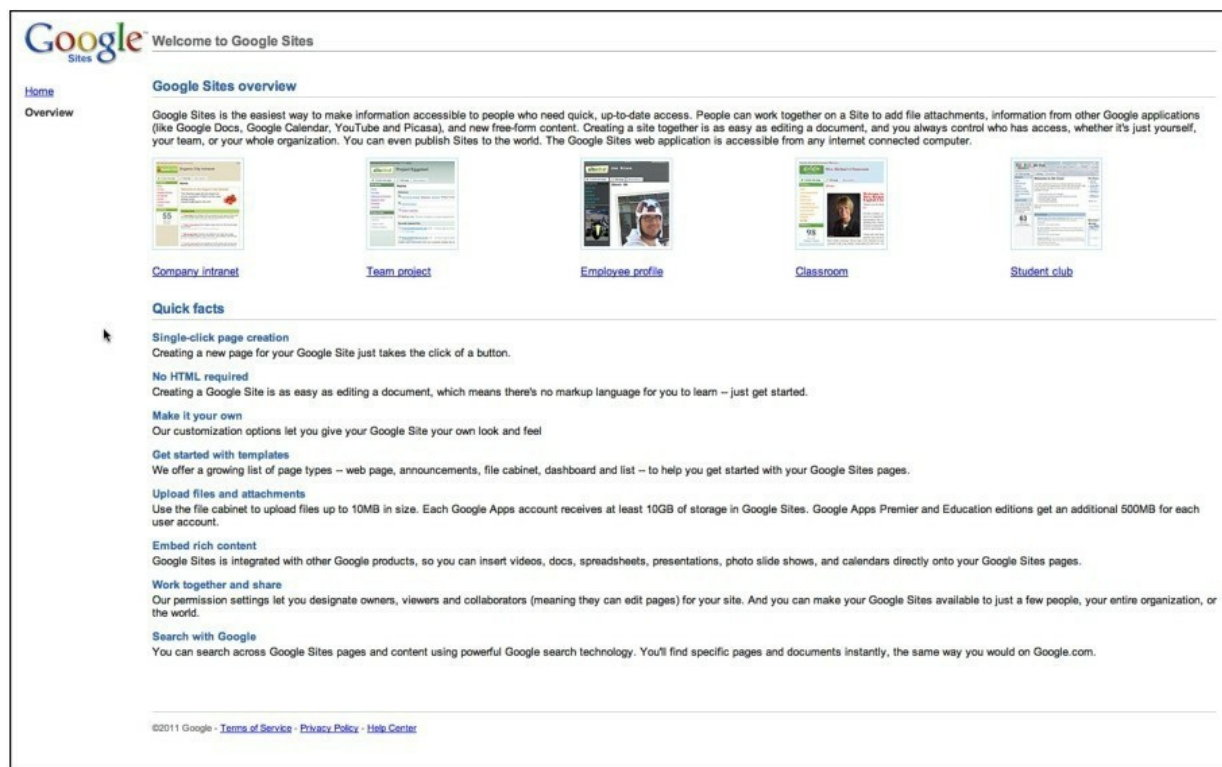 Google
Sites
Welcome to Google Sites
Home
Overview
Google Sites overview
Google Sites is the easiest way to make information accessible to people who need quick, up-to-date access. People can work together on a Site to add file attachments, information from other Google applications
(like Google Docs, Google Calendar, YouTube and Picasa), and new free-form content. Creating a site together is as easy as editing a document, and you always control who has access, whether it's just yourself,
your team, or your whole organization. You can even publish Sites to the world. The Google Sites web application is accessible from any internet connected computer.
Company intranet
Team project
Employee profile
Classroom
Student club
Quick facts
Single-click page creation
Creating a new page for your Google Site just takes the click of a button.
No HTML required
Creating a Google Site is as easy as editing a document, which means there's no markup language for you to learn -- just get started.
Make it your own
Our customization options let you give your Google Site your own look and feel
Get started with templates
We offer a growing list of page types -- web page, announcements, file cabinet, dashboard and list -- to help you get started with your Google Sites pages.
Upload files and attachments
Use the file cabinet to upload files up to 10MB in size. Each Google Apps account receives at least 10GB of storage in Google Sites. Google Apps Premier and Education editions get an additional 500MB for each
user account.
Embed rich content
Google Sites is integrated with other Google products, so you can insert videos, docs, spreadsheets, presentations, photo slide shows, and calendars directly onto your Google Sites pages.
Work together and share
Our permission settings let you designate owners, viewers and collaborators (meaning they can edit pages) for your site. And you can make your Google Sites available to just a few people, your entire organization, or
the world.
Search with Google
You can search across Google Sites pages and content using powerful Google search technology. You'll find specific pages and documents instantly, the same way you would on Google.com.
©2011 Google - Terms of Service - Privacy Policy - Help Center